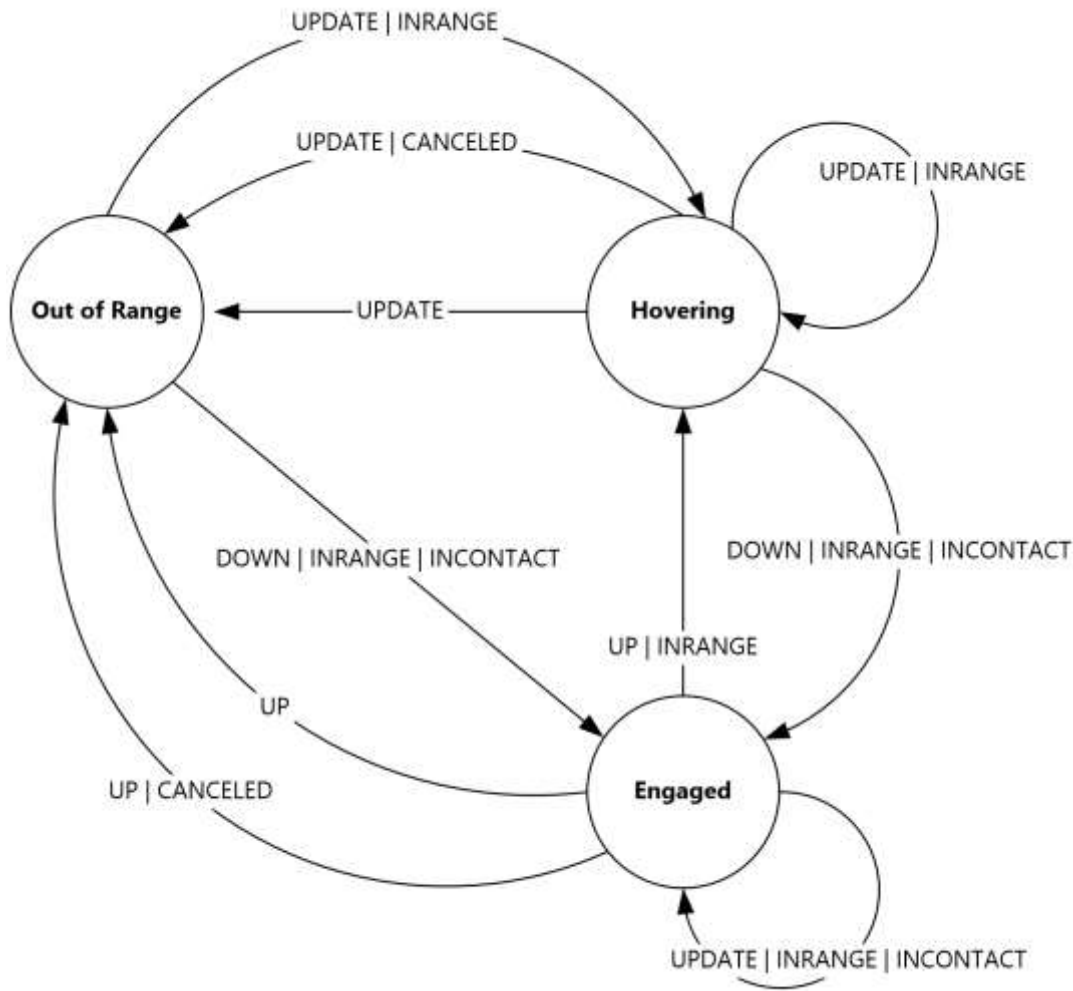 UPDATE | INRANGE
UPDATE | CANCELED
UPDATE | INRANGE
Out of Range
UPDATE
Hovering
DOWN | INRANGE | INCONTACT
DOWN | INRANGE | INCONTACT
UP | INRANGE
UP
UP | CANCELED
Engaged
UPDATE | INRANGE | INCONTACT